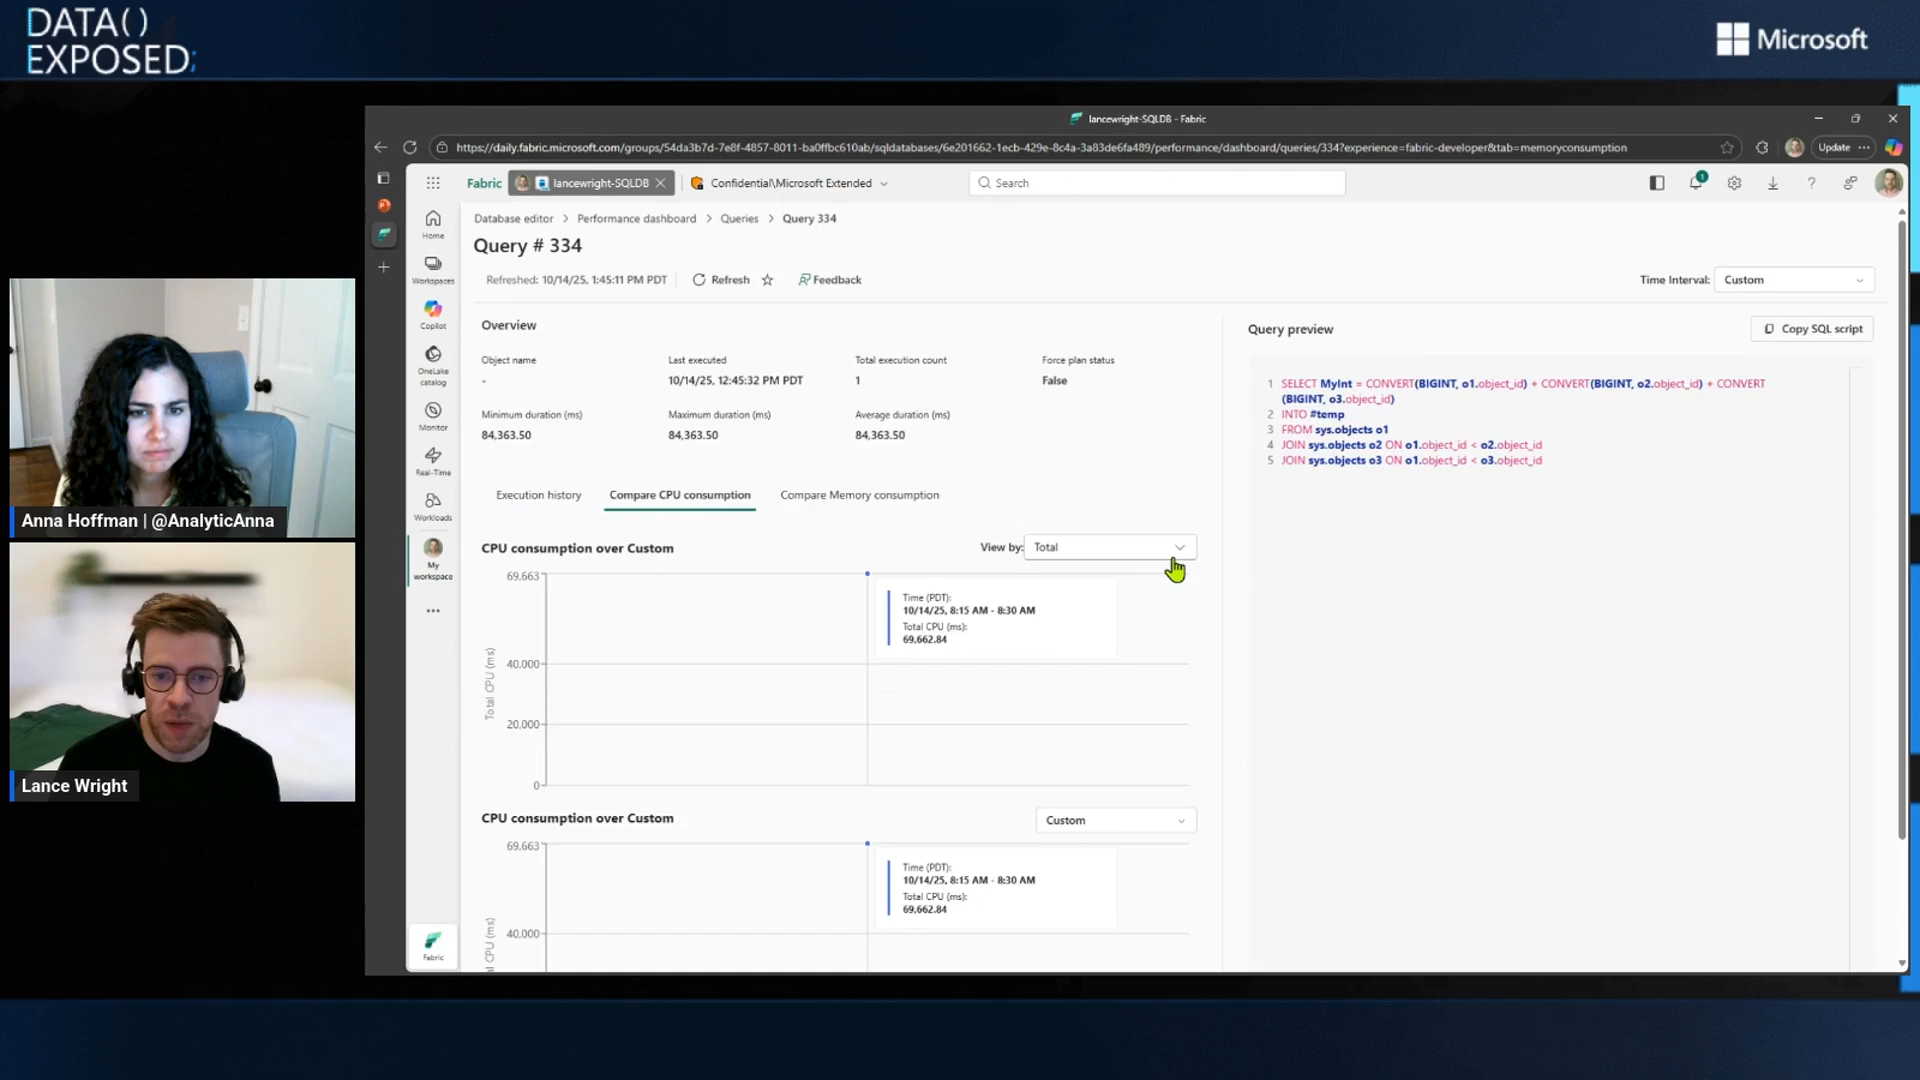 DATA()
EXPOSED;
Microsoft
lancewright-SQLDB - Fabric
https://daily.fabric.microsoft.com/groups/54da3b7d-7e8f-4857-8011-ba0ffbc610ab/sqldatabases/6e201662-1ecb-429e-8c4a-3a83de6fa489/performance/dashboard/queries/334?experience=fabric-developer&tab=memoryconsumption
Update
Fabric
lancewright-SQLDB
Confidential\Microsoft Extended
Search
1
Home
Workspaces
Copilot
OneLake
catalog
Monitor
Real-Time
Workloads
My
workspace
Fabric
Database editor > Performance dashboard > Queries > Query 334
Query # 334
Refreshed: 10/14/25, 1:45:11 PM PDT
Refresh
Feedback
Time Interval: Custom
Overview
Object name
-
Last executed
10/14/25, 12:45:32 PM PDT
Total execution count
1
Force plan status
False
Minimum duration (ms)
84,363.50
Maximum duration (ms)
84,363.50
Average duration (ms)
84,363.50
Execution history
Compare CPU consumption
Compare Memory consumption
CPU consumption over Custom
View by: Total
69,663
40,000
20,000
0
Total CPU (ms)
Time (PDT):
10/14/25, 8:15 AM - 8:30 AM
Total CPU (ms):
69,662.84
CPU consumption over Custom
Custom
69,663
40,000
al CPU (ms)
Time (PDT):
10/14/25, 8:15 AM - 8:30 AM
Total CPU (ms):
69,662.84
Query preview
Copy SQL script
1 SELECT MyInt = CONVERT(BIGINT, o1.object_id) + CONVERT(BIGINT, o2.object_id) + CONVERT
(BIGINT, o3.object_id)
2 INTO #temp
3 FROM sys.objects o1
4 JOIN sys.objects o2 ON o1.object_id < o2.object_id
5 JOIN sys.objects o3 ON o1.object_id < o3.object_id
Anna Hoffman | @AnalyticAnna
Lance Wright